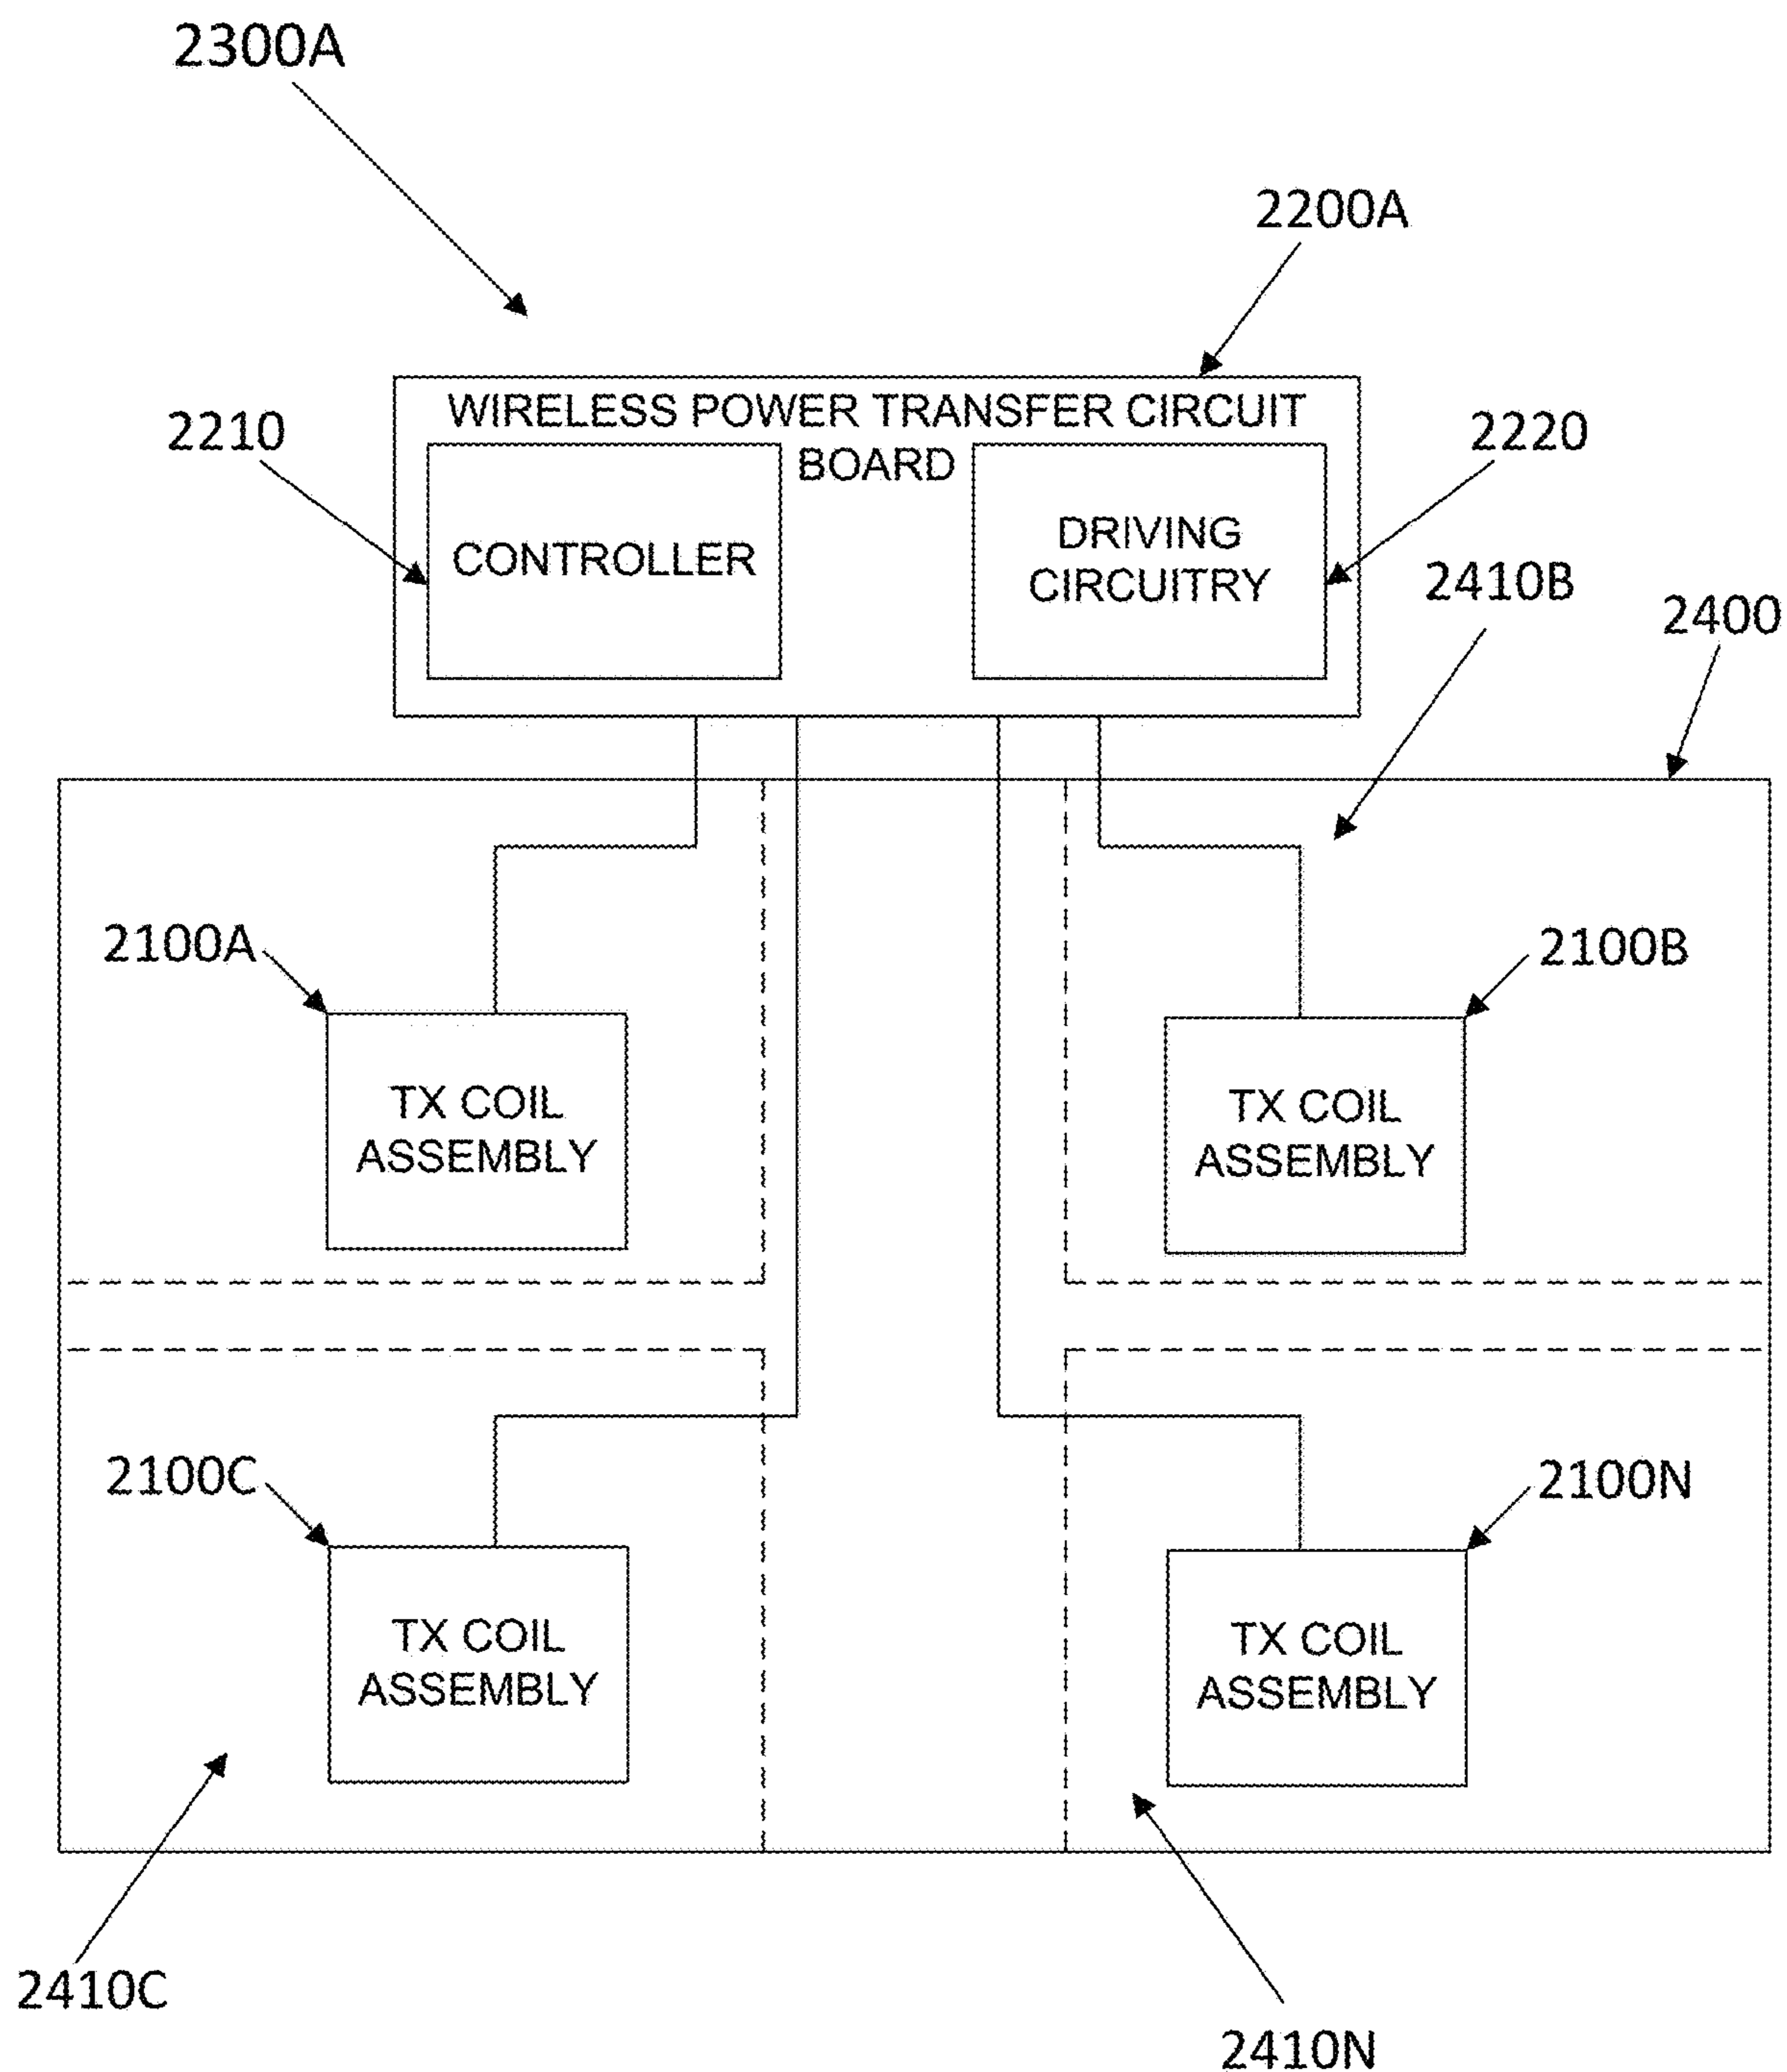 2300A
2200A
WIRELESS POWER TRANSFER CIRCUIT
BOARD
2210
2220
CONTROLLER
DRIVING
CIRCUITRY
2410B
2400
2100A
2100B
TX COIL
ASSEMBLY
TX COIL
ASSEMBLY
2100C
2100N
TX COIL
ASSEMBLY
TX COIL
ASSEMBLY
2410C
2410N